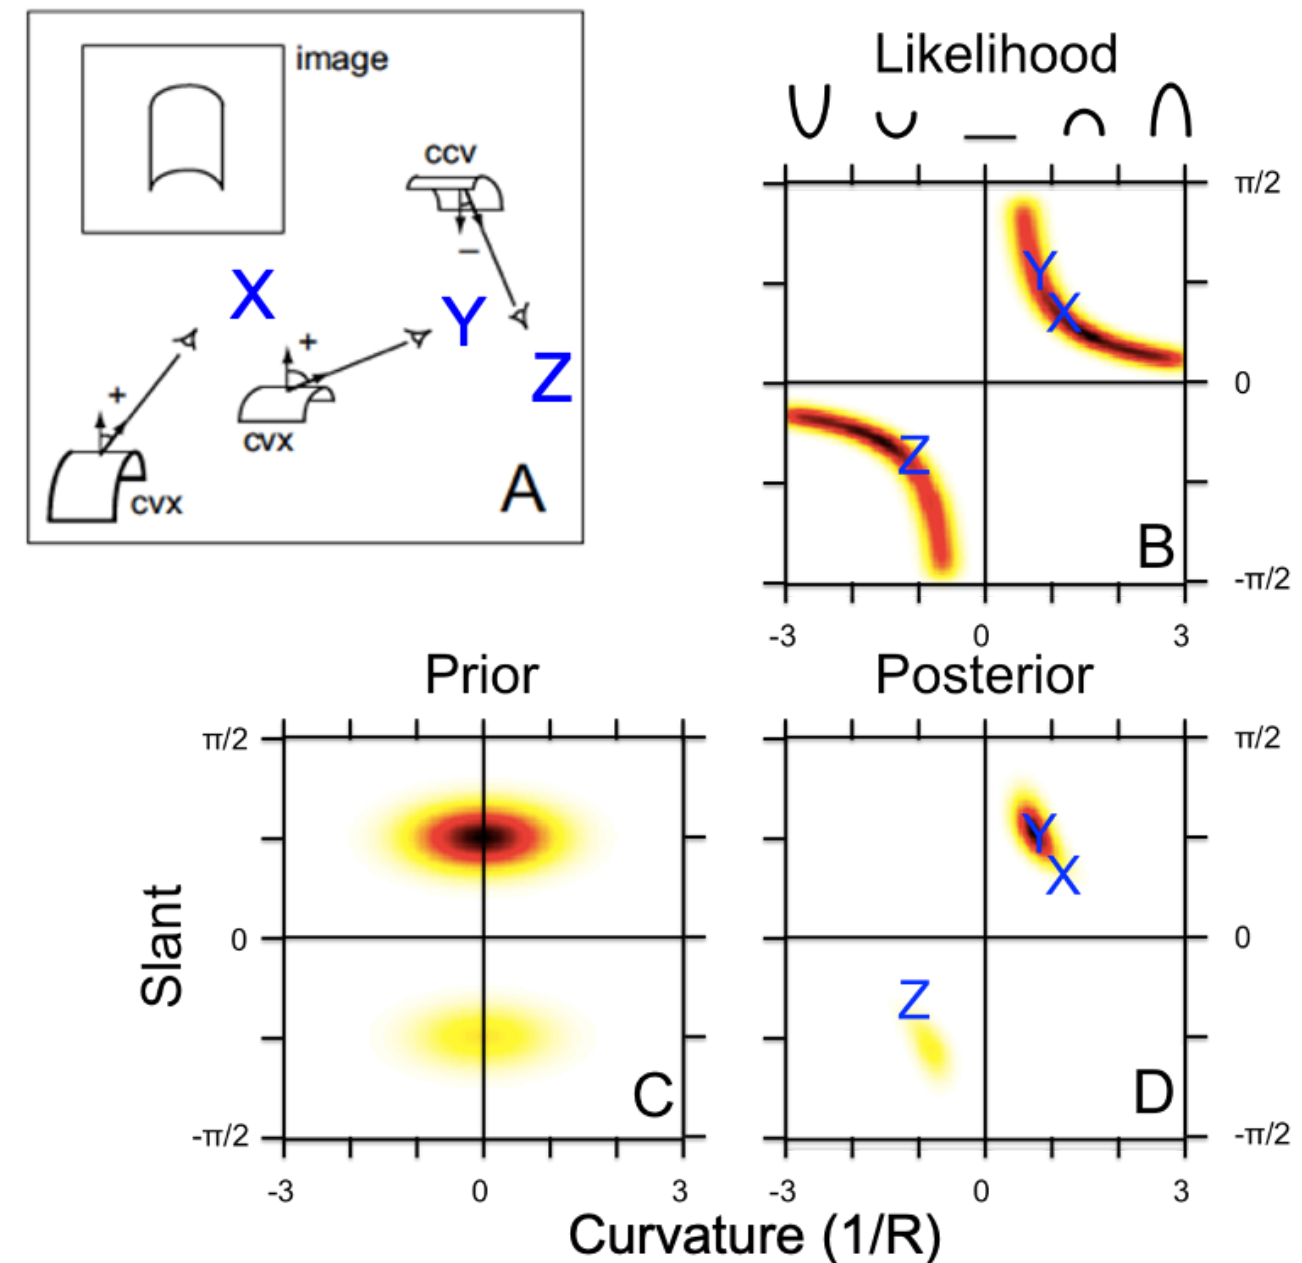 image
ccv
–
X
Y
+
Z
+
cvx
cvx
A
Likelihood
π/2
0
-π/2
-3
0
3
Y
X
Z
B
Prior
π/2
0
-π/2
-3
0
3
Slant
C
Posterior
π/2
0
-π/2
-3
0
3
Y
X
Z
D
Curvature (1/R)